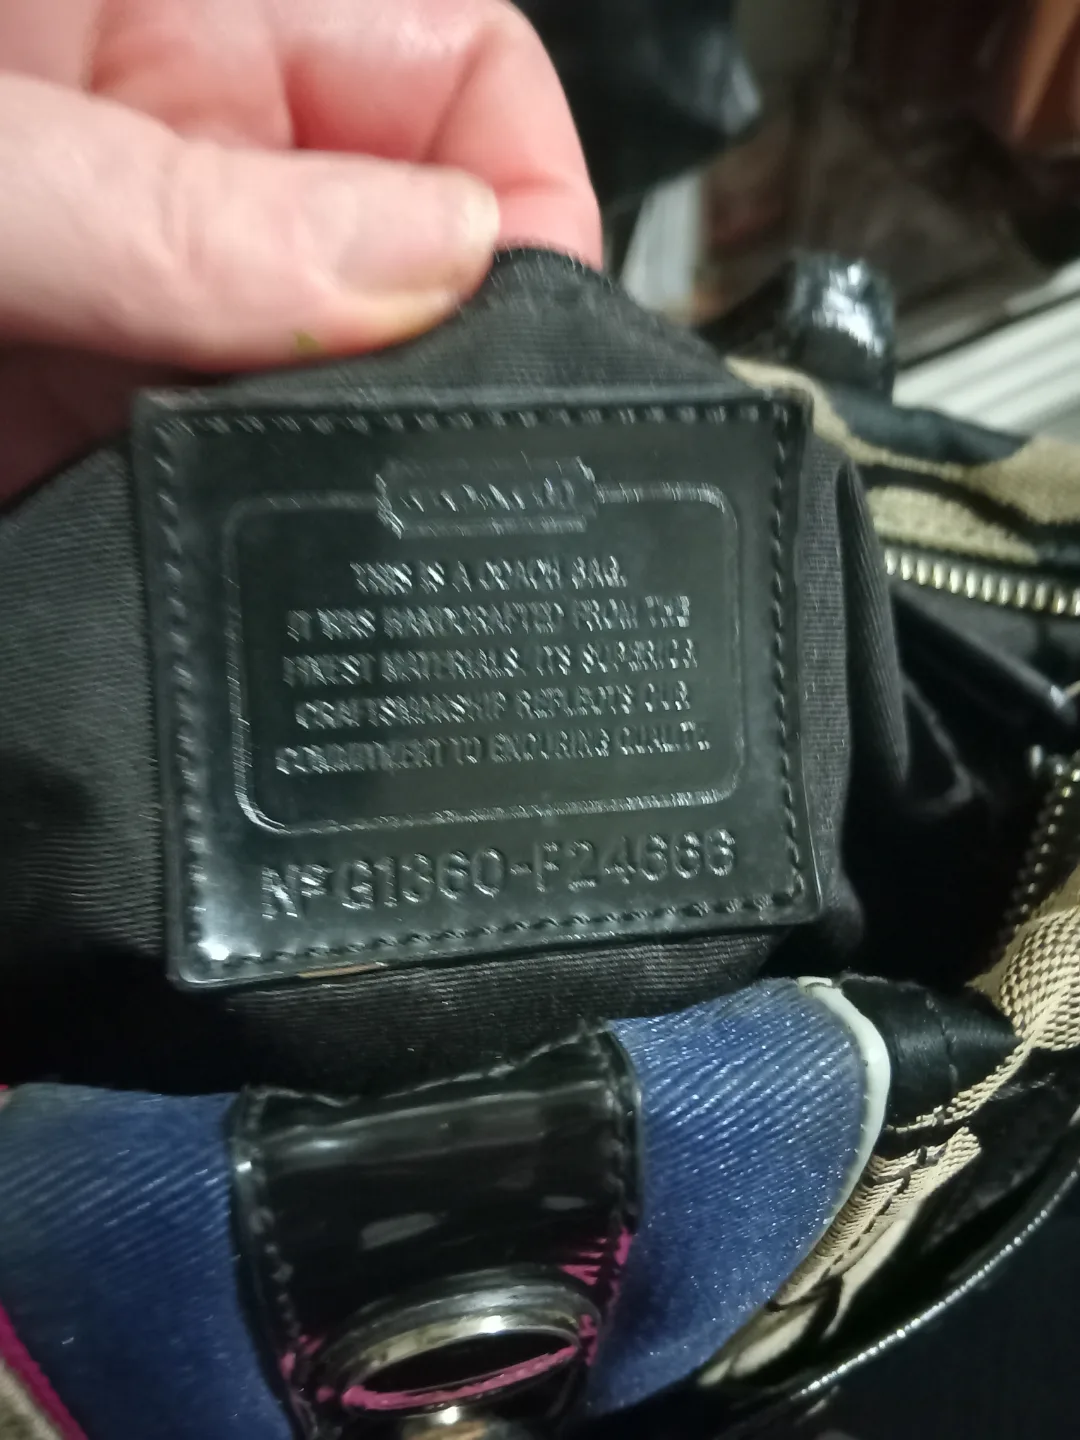 THIS IS A COACH BAG.
IT WAS HANDCRAFTED FROM THE
FINEST MATERIALS. ITS SUPERIOR
CRAFTSMANSHIP REFLECTS OUR
COMMITMENT TO ENDURING QUALITY.
G1360-F24666